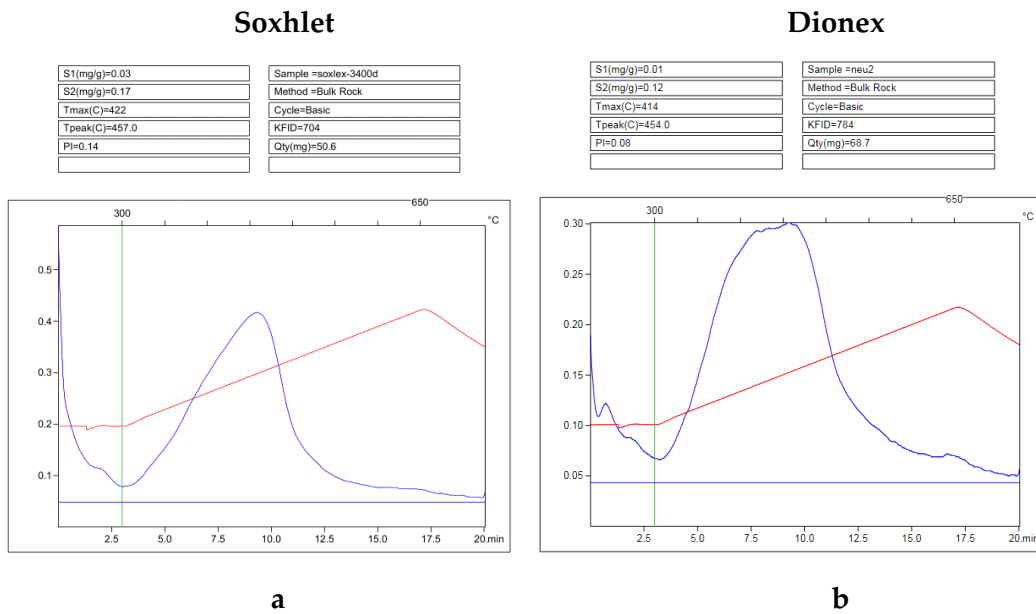 Soxhlet
S1(mg/g)=0.03
S2(mg/g)=0.17
Tmax(C)=422
Tpeak(C)=457.0
PI=0.14
Sample =soxlex-3400d
Method =Bulk Rock
Cycle=Basic
KFID=704
Qty(mg)=50.6
300
650
°C
0.5
0.4
0.3
0.2
0.1
2.5
5.0
7.5
10.0
12.5
15.0
17.5
20.min
a
Dionex
S1(mg/g)=0.01
S2(mg/g)=0.12
Tmax(C)=414
Tpeak(C)=454.0
PI=0.08
Sample =neu2
Method =Bulk Rock
Cycle=Basic
KFID=784
Qty(mg)=68.7
300
650
°C
0.30
0.25
0.20
0.15
0.10
0.05
2.5
5.0
7.5
10.0
12.5
15.0
17.5
20.min
b